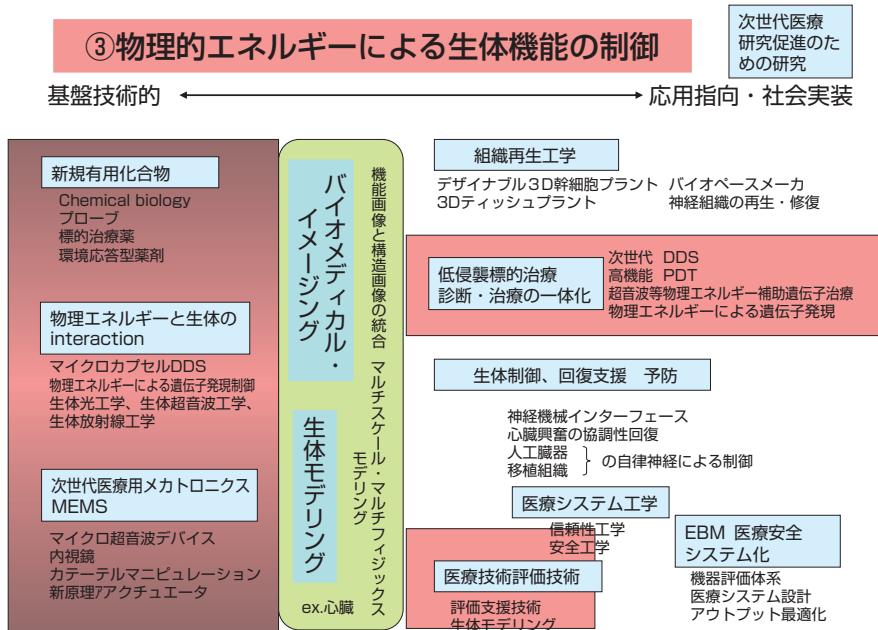 ③物理的エネルギーによる生体機能の制御
次世代医療
研究促進のた
めの研究
基盤技術的
応用指向・社会実装
新規有用化合物
Chemical biology
プローブ
標的治療薬
環境応答型薬剤
物理エネルギーと生体の
interaction
マイクロカプセルDDS
物理エネルギーによる遺伝子発現制御
生体光工学、生体超音波工学、
生体放射線工学
次世代医療用メカトロニクス
MEMS
マイクロ超音波デバイス
内視鏡
カテーテルマニピュレーション
新原理アアクチュエータ
バイオメディカル・
イメージング
機能画像と構造画像の統合
生体モデリング
マルチスケール・マルチフィジックス
モデリング
ex.心臓
組織再生工学
デザイナブル3D幹細胞プラント バイオペースメーカ
3Dティッシュプラント 神経組織の再生・修復
低侵襲標的治療
診断・治療の一体化
次世代 DDS
高機能 PDT
超音波等物理エネルギー補助遺伝子治療
物理エネルギーによる遺伝子発現
生体制御、回復支援 予防
神経機械インターフェース
心臓興奮の協調性回復
人工臓器
移植組織
の自律神経による制御
医療システム工学
信頼性工学
安全工学
EBM 医療安全
システム化
機器評価体系
医療システム設計
アウトプット最適化
医療技術評価技術
評価支援技術
生体モデリング